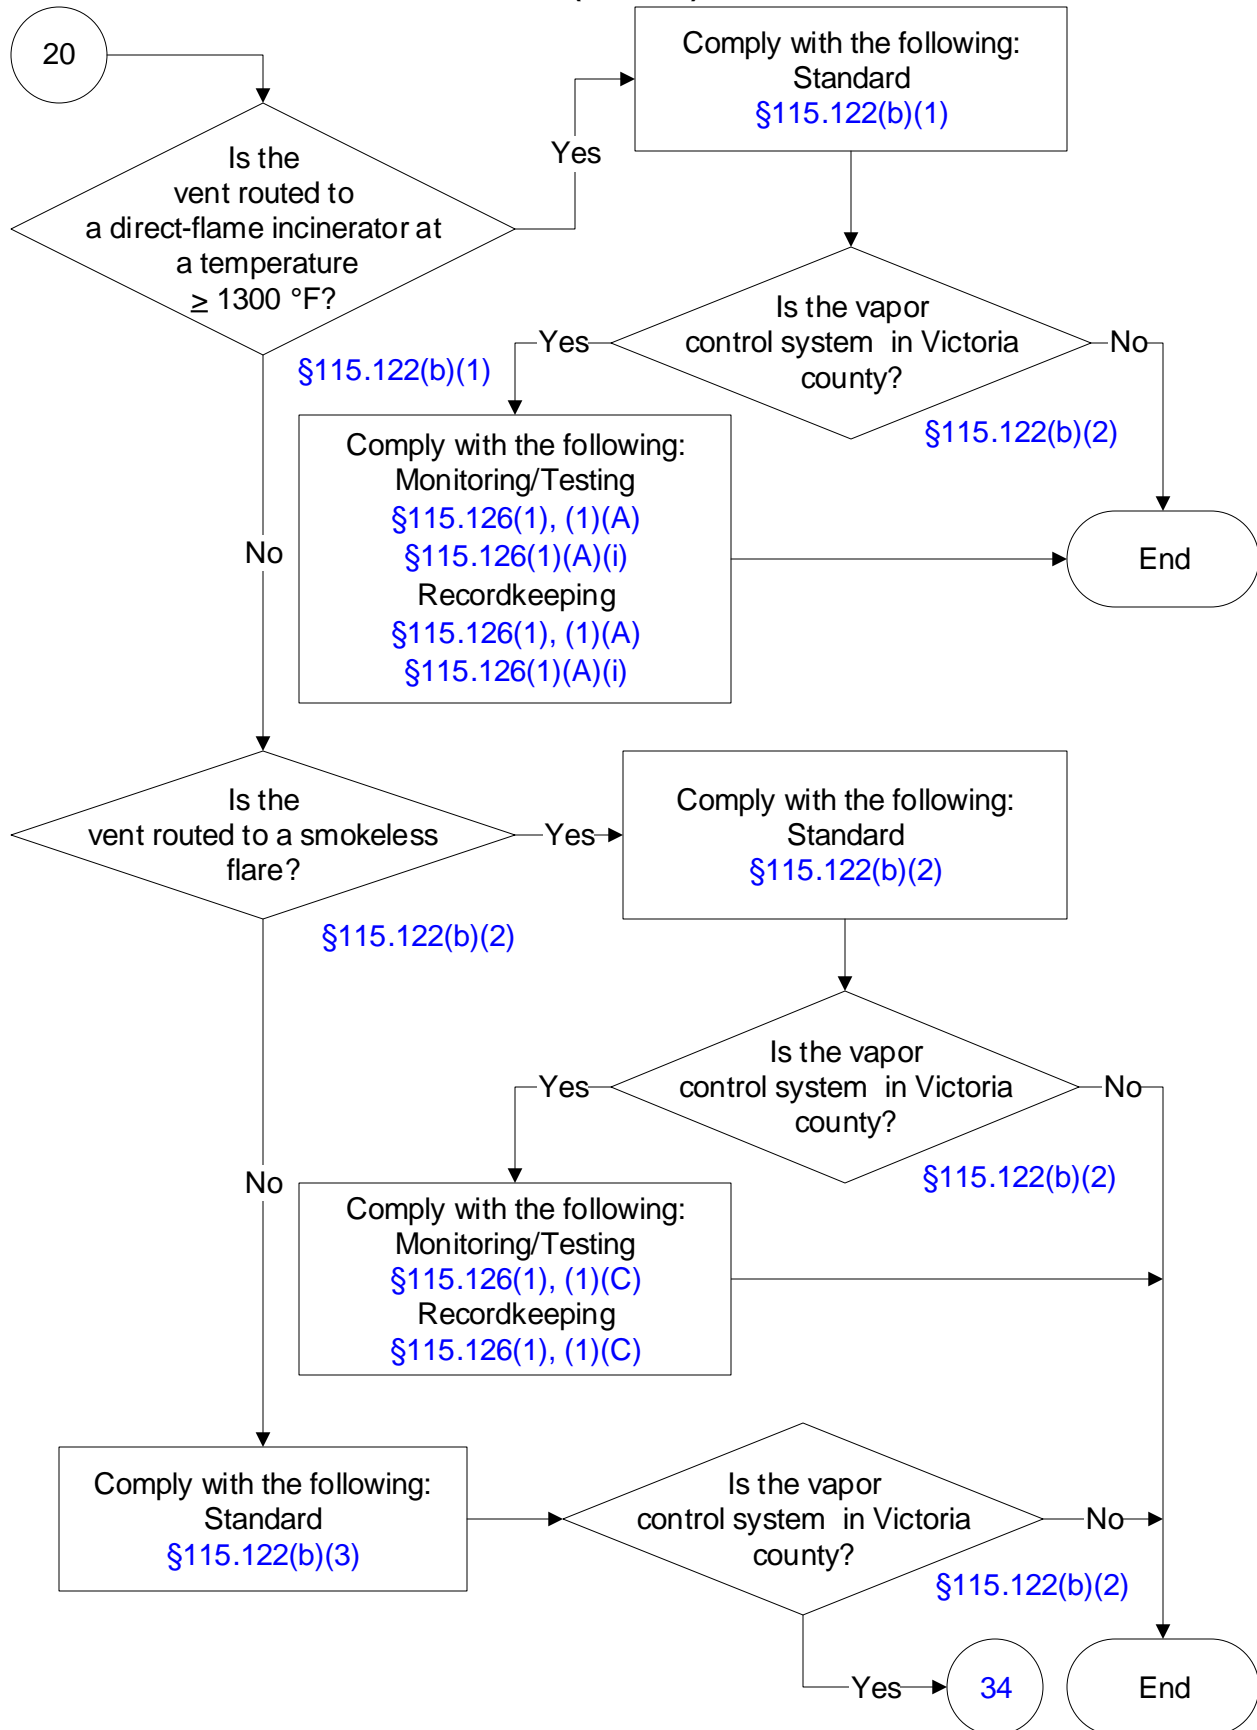 20
Comply with the following:
Standard
§115.122(b)(1)
Is the
vent routed to
a direct-flame incinerator at
a temperature
≥ 1300 °F?
Yes
§115.122(b)(1)
Is the vapor
control system in Victoria
county?
Yes
No
§115.122(b)(2)
Comply with the following:
Monitoring/Testing
§115.126(1), (1)(A)
§115.126(1)(A)(i)
Recordkeeping
§115.126(1), (1)(A)
§115.126(1)(A)(i)
End
No
Is the
vent routed to a smokeless
flare?
Yes
§115.122(b)(2)
Comply with the following:
Standard
§115.122(b)(2)
Is the vapor
control system in Victoria
county?
Yes
No
§115.122(b)(2)
No
Comply with the following:
Monitoring/Testing
§115.126(1), (1)(C)
Recordkeeping
§115.126(1), (1)(C)
Comply with the following:
Standard
§115.122(b)(3)
Is the vapor
control system in Victoria
county?
No
§115.122(b)(2)
Yes
34
End